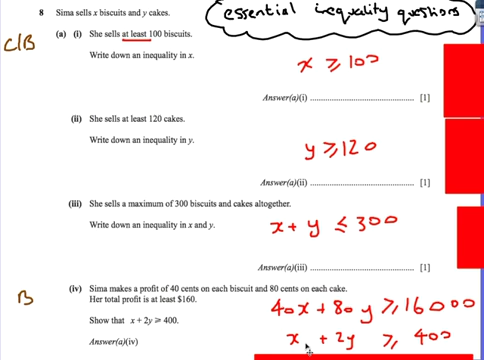 essential inequality questions
8 Sima sells x biscuits and y cakes.
C/B
(a) (i) She sells at least 100 biscuits.
Write down an inequality in x.
x ≥ 100
Answer(a)(i) ................................ [1]
(ii) She sells at least 120 cakes.
Write down an inequality in y.
y ≥ 120
Answer(a)(ii) ................................ [1]
(iii) She sells a maximum of 300 biscuits and cakes altogether.
Write down an inequality in x and y.
x + y ≤ 300
Answer(a)(iii) ................................ [1]
B
(iv) Sima makes a profit of 40 cents on each biscuit and 80 cents on each cake.
Her total profit is at least $160.
40x + 80y ≥ 16000
Show that x + 2y ≥ 400.
Answer(a)(iv)
x + 2y ≥ 400